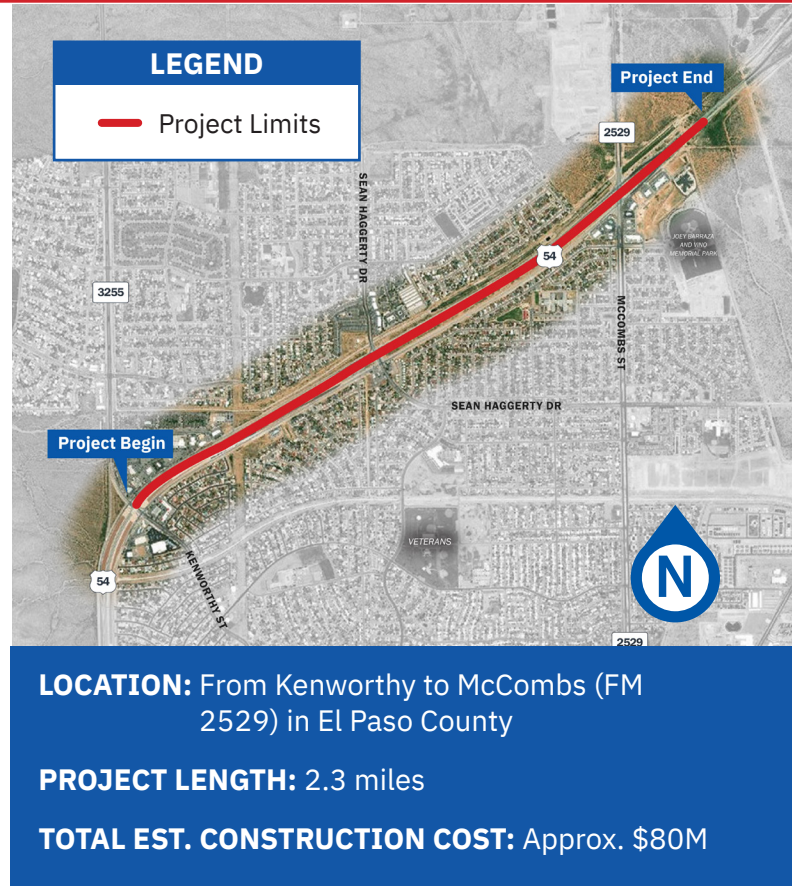 LEGEND
Project Limits
Project End
2529
SEAN HAGGERTY DR
JOEY BARRAZA
AND VINO
MEMORIAL PARK
54
3255
MCCOMBS ST
SEAN HAGGERTY DR
Project Begin
VETERANS
KENWORTHY ST
54
N
2529
LOCATION: From Kenworthy to McCombs (FM
2529) in El Paso County
PROJECT LENGTH: 2.3 miles
TOTAL EST. CONSTRUCTION COST: Approx. $80M